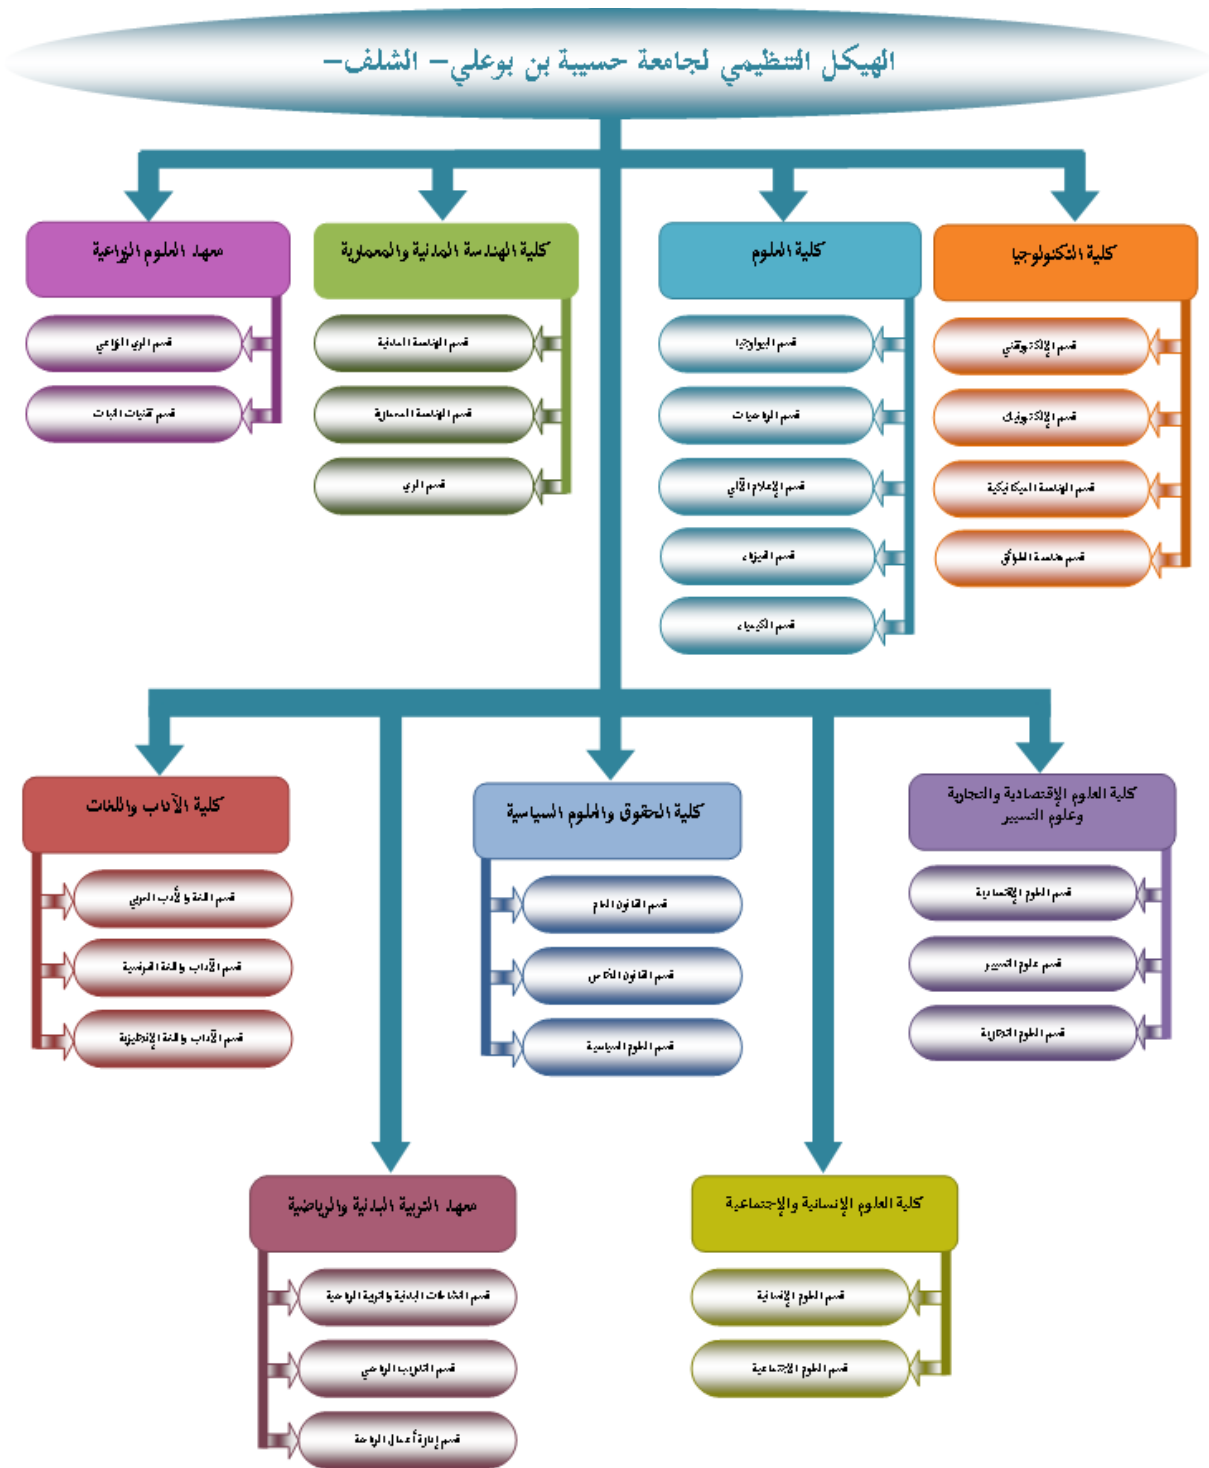 الهيكل التنظيمي لجامعة حسيبة بن بوعلي– الشلف–
كلية التكنولوجيا
قسم الإلكتروتقني
قسم الإلكترونيك
قسم الهندسة الميكانيكية
قسم هندسة الطرائق
كلية العلوم
قسم البيولوجيا
قسم الرياضيات
قسم الإعلام الآلي
قسم الفيزياء
قسم الكيمياء
كلية الهندسة المدنية والمعمارية
قسم الهندسة المدنية
قسم الهندسة المعمارية
قسم الري
معهد العلوم الزراعية
قسم الري الزراعي
قسم تقنيات النبات
كلية العلوم الإقتصادية والتجارية
وعلوم التسيير
قسم العلوم الإقتصادية
قسم علوم التسيير
قسم العلوم التجارية
كلية الحقوق والعلوم السياسية
قسم القانون العام
قسم القانون الخاص
قسم العلوم السياسية
كلية الآداب واللغات
قسم اللغة والأدب العربي
قسم الآداب واللغة الفرنسية
قسم الآداب واللغة الإنجليزية
كلية العلوم الإنسانية والإجتماعية
قسم العلوم الإنسانية
قسم العلوم الإجتماعية
معهد التربية البدنية والرياضية
قسم النشاطات البدنية والتربية الرياضية
قسم التدريب الرياضي
قسم إدارة أعمال الرياضة